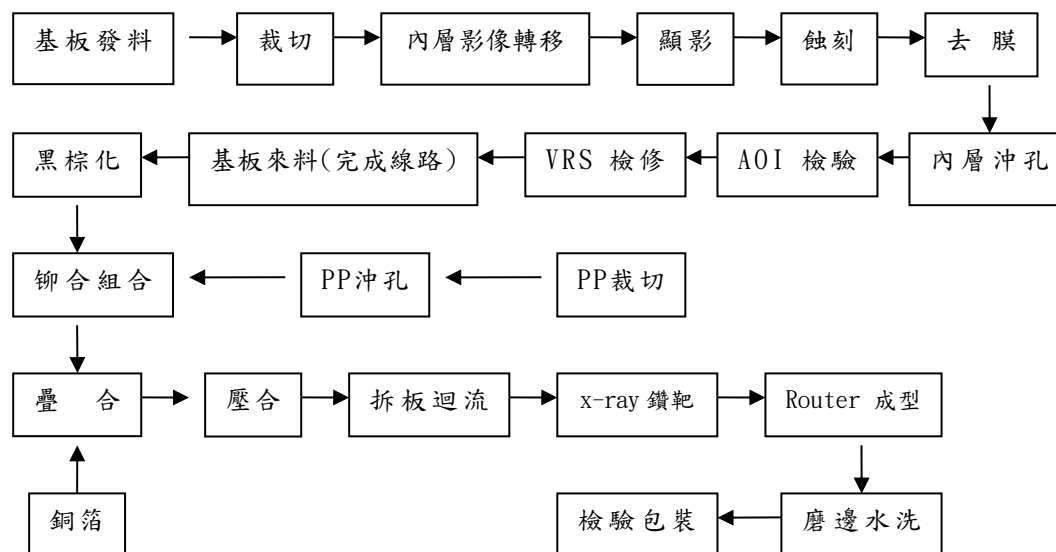 基板發料
裁切
內層影像轉移
顯影
蝕刻
去 膜
黑棕化
基板來料(完成線路)
VRS 檢修
AOI 檢驗
內層沖孔
铆合組合
PP沖孔
PP裁切
疊 合
壓合
拆板迴流
x-ray 鑽靶
Router 成型
銅箔
檢驗包裝
磨邊水洗